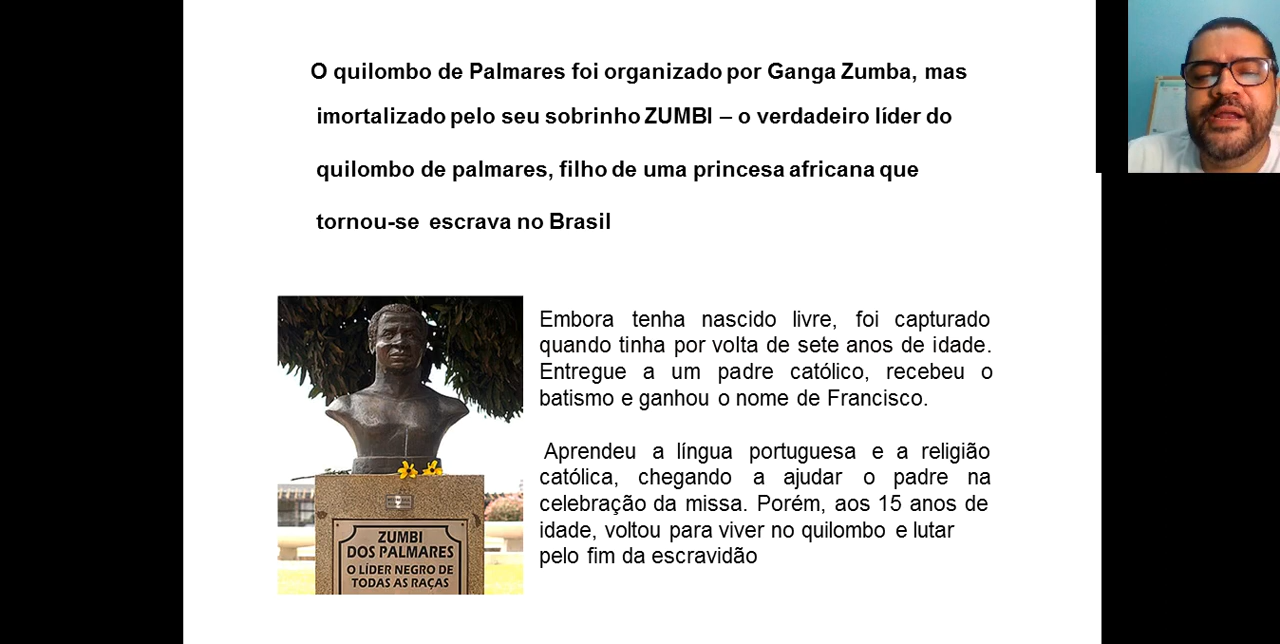 O quilombo de Palmares foi organizado por Ganga Zumba, mas
imortalizado pelo seu sobrinho ZUMBI – o verdadeiro líder do
quilombo de palmares, filho de uma princesa africana que
tornou-se escrava no Brasil
Embora tenha nascido livre, foi capturado
quando tinha por volta de sete anos de idade.
Entregue a um padre católico, recebeu o
batismo e ganhou o nome de Francisco.
Aprendeu a língua portuguesa e a religião
católica, chegando a ajudar o padre na
celebração da missa. Porém, aos 15 anos de
idade, voltou para viver no quilombo e lutar
pelo fim da escravidão
ZUMBI
DOS PALMARES
O LÍDER NEGRO DE
TODAS AS RAÇAS